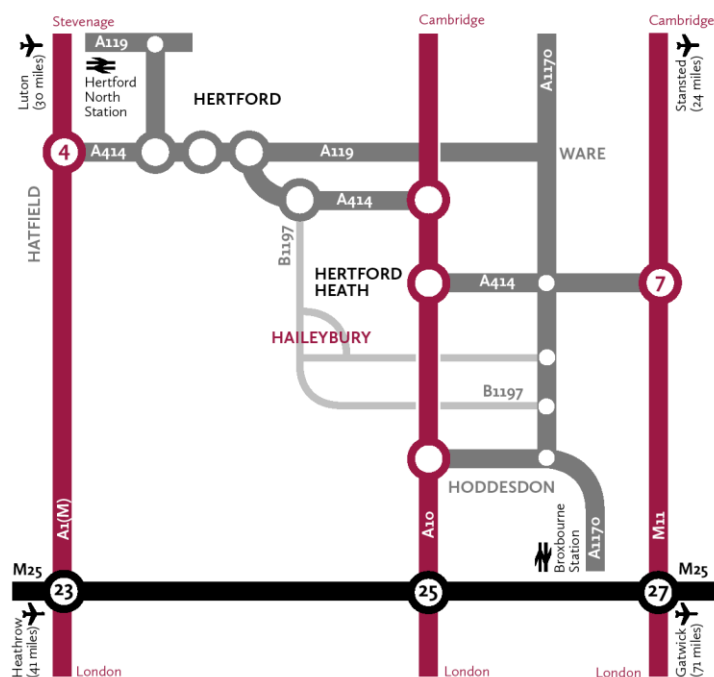 Stevenage
Cambridge
Cambridge
Luton
(30 miles)
A119
Hertford
North
Station
HERTFORD
A1170
Stansted
(24 miles)
4
A414
A119
WARE
HATFIELD
A414
B1197
HERTFORD
HEATH
A414
7
HAILEYBURY
B1197
HODDESDON
A1(M)
A10
Broxbourne
Station
A1170
M11
M25
M25
23
25
27
Heathrow
(41 miles)
Gatwick
(71 miles)
London
London
London